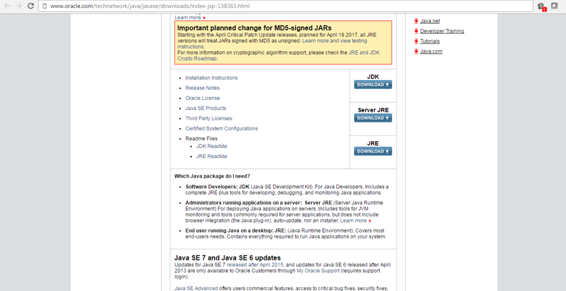 www.oracle.com/technetwork/java/javase/downloads/index-jsp-138363.html
Learn more
Important planned change for MD5-signed JARs
Starting with the April Critical Patch Update releases, planned for April 18 2017, all JRE
versions will treat JARs signed with MD5 as unsigned. Learn more and view testing
instructions.
For more information on cryptographic algorithm support, please check the JRE and JDK
Crypto Roadmap.
Installation Instructions
Release Notes
Oracle License
Java SE Products
Third Party Licenses
Certified System Configurations
Readme Files
JDK ReadMe
JRE ReadMe
JDK
DOWNLOAD
Server JRE
DOWNLOAD
JRE
DOWNLOAD
Which Java package do I need?
Software Developers: JDK (Java SE Development Kit). For Java Developers. Includes a
complete JRE plus tools for developing, debugging, and monitoring Java applications.
Administrators running applications on a server: Server JRE (Server Java Runtime
Environment) For deploying Java applications on servers. Includes tools for JVM
monitoring and tools commonly required for server applications, but does not include
browser integration (the Java plug-in), auto-update, nor an installer. Learn more
End user running Java on a desktop: JRE: (Java Runtime Environment). Covers most
end-users needs. Contains everything required to run Java applications on your system.
Java SE 7 and Java SE 6 updates
Updates for Java SE 7 released after April 2015, and updates for Java SE 6 released after
April 2013 are only available to Oracle Customers through My Oracle Support (requires support
login).
Java SE Advanced offers users commercial features, access to critical bug fixes, security fixes,
Java.net
Developer Training
Tutorials
Java.com